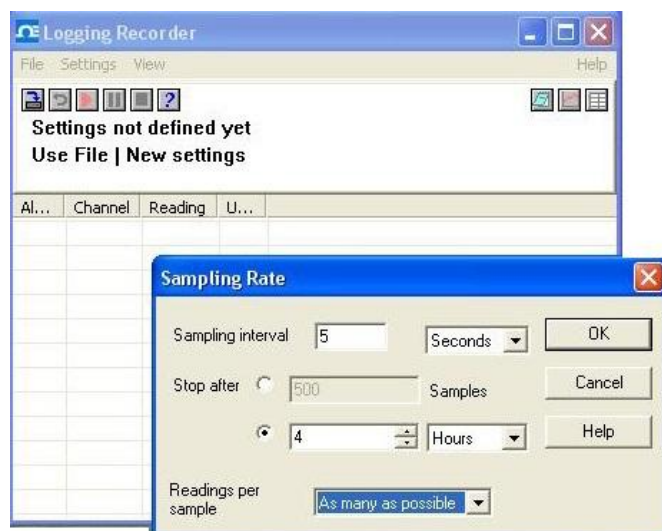 Logging Recorder
File Settings View Help
?
Settings not defined yet
Use File | New settings
Al... Channel Reading U...
Sampling Rate
Sampling interval 5 Seconds OK
Stop after 500 Samples Cancel
4 Hours Help
Readings per
sample As many as possible